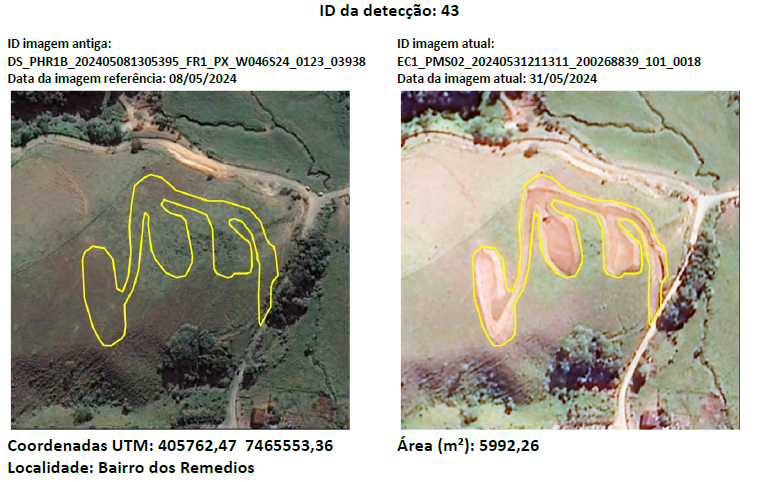 ID da detecção: 43
ID imagem antiga:
DS_PHR1B_202405081305395_FR1_PX_W046S24_0123_03938
Data da imagem referência: 08/05/2024
ID imagem atual:
EC1_PMS02_20240531211311_200268839_101_0018
Data da imagem atual: 31/05/2024
Coordenadas UTM: 405762,47 7465553,36
Localidade: Bairro dos Remedios
Área (m²): 5992,26